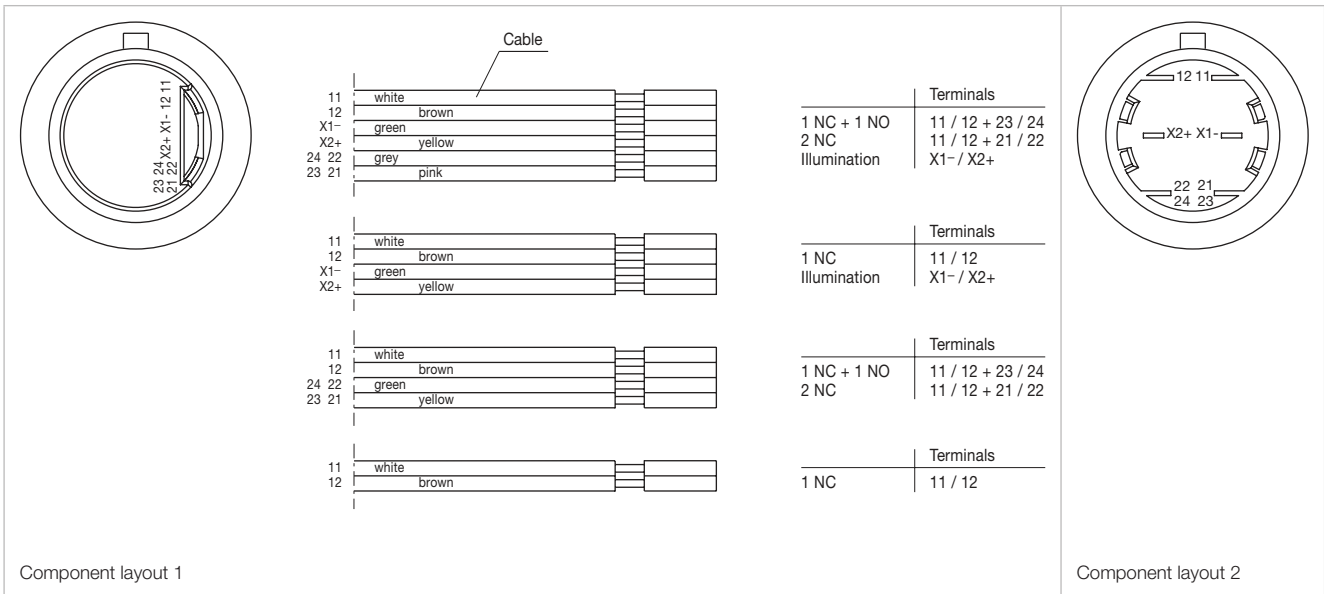 Cable
23 24 X2+ X1- 12 11
21 22
11 white
12 brown
X1– green
X2+ yellow
24 22 grey
23 21 pink
Terminals
1 NC + 1 NO 11 / 12 + 23 / 24
2 NC 11 / 12 + 21 / 22
Illumination X1– / X2+
11 white
12 brown
X1– green
X2+ yellow
Terminals
1 NC 11 / 12
Illumination X1– / X2+
11 white
12 brown
24 22 green
23 21 yellow
Terminals
1 NC + 1 NO 11 / 12 + 23 / 24
2 NC 11 / 12 + 21 / 22
11 white
12 brown
Terminals
1 NC 11 / 12
Component layout 1
12 11
X2+ X1-
22 21
24 23
Component layout 2